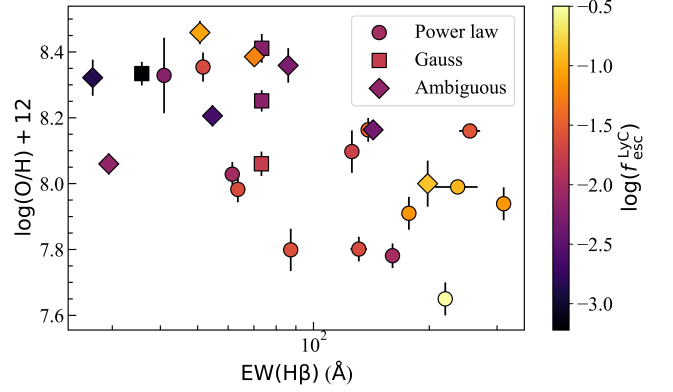 log(O/H) + 12
8.4
8.2
8.0
7.8
7.6
Power law
Gauss
Ambiguous
10²
EW(Hβ) (Å)
−0.5
−1.0
−1.5
−2.0
−2.5
−3.0
log(f esc LyC)